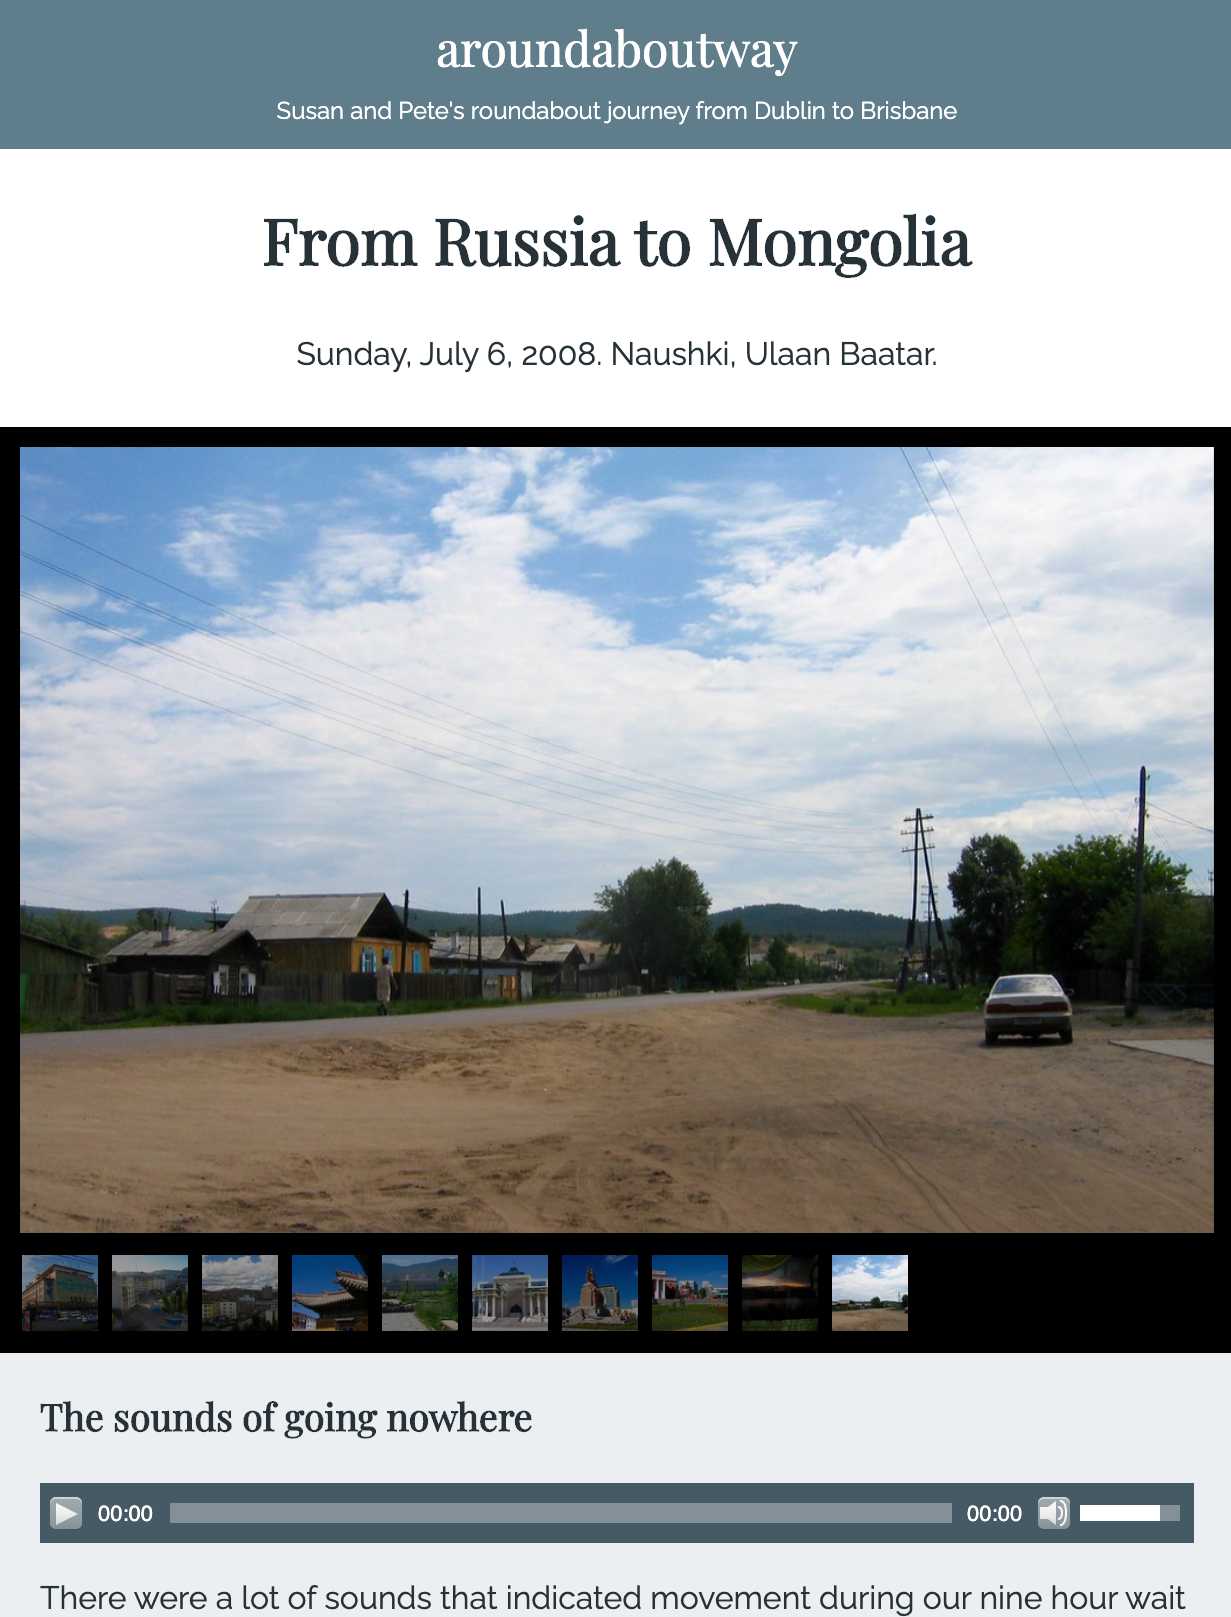 aroundaboutway
Susan and Pete's roundabout journey from Dublin to Brisbane
From Russia to Mongolia
Sunday, July 6, 2008. Naushki, Ulaan Baatar.
The sounds of going nowhere
00:00 00:00
There were a lot of sounds that indicated movement during our nine hour wait